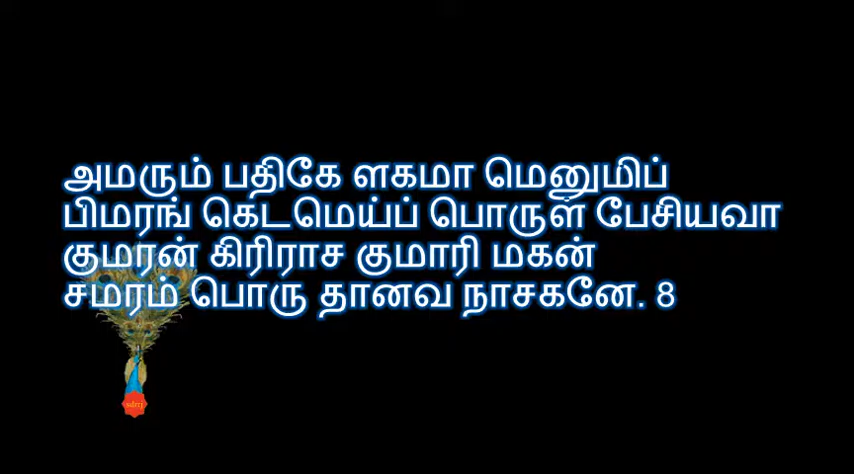 அமரும் பதிகே ளகமா மெனுமிப்
பிமரங் கெடமெய்ப் பொருள் பேசியவா
குமரன் கிரிராச குமாரி மகன்
சமரம் பொரு தானவ நாசகனே. 8